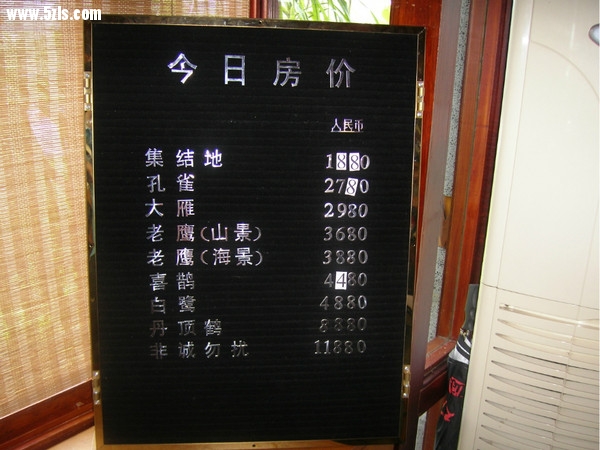 www.5zls.com
今日房价
人民币
集结地 1880
孔雀 2780
大雁 2980
老鹰(山景) 3680
老鹰(海景) 3880
喜鹊 4480
白鹭 4880
丹顶鹤 8880
非诚勿扰 11880